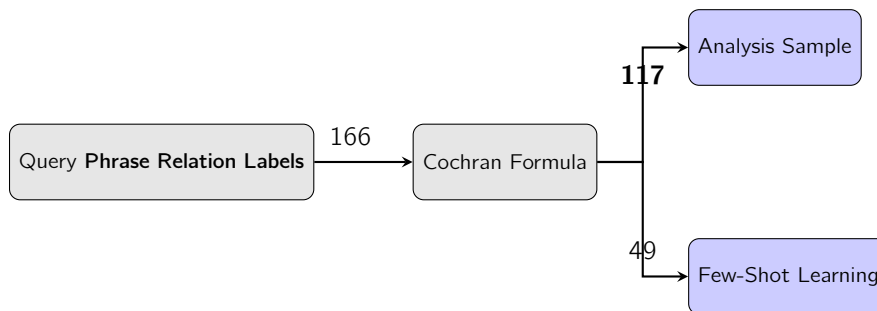 Analysis Sample
117
166
Query Phrase Relation Labels
Cochran Formula
49
Few-Shot Learning